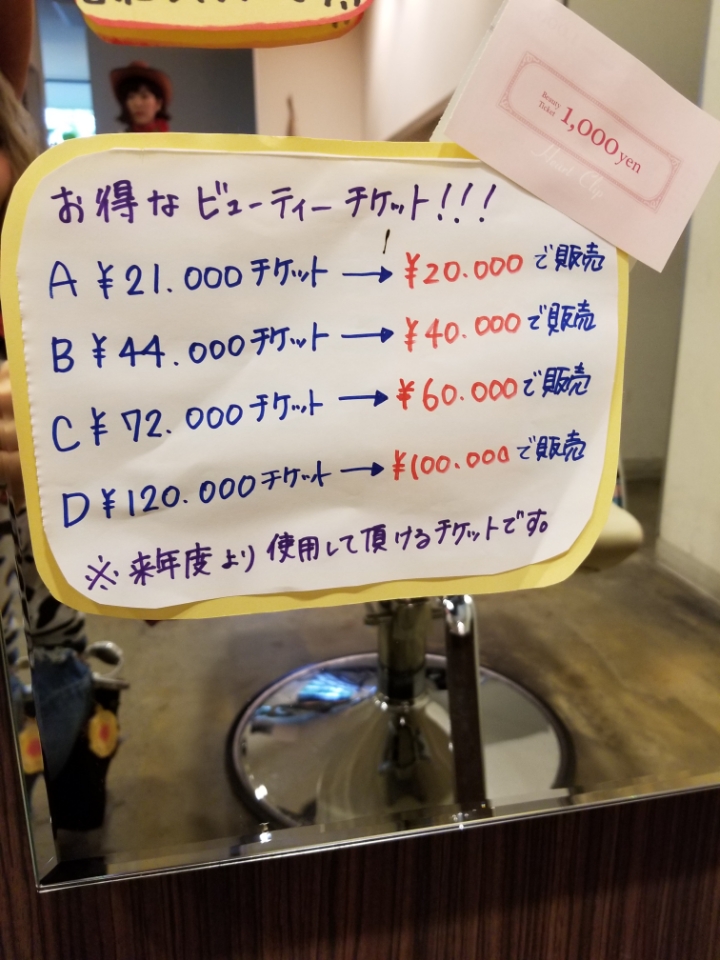 Beauty
Ticket
1,000yen
お得なビューティーチケット!!!
A ¥21.000チケット→¥20.000で販売
B ¥44.000チケット→¥40.000で販売
C ¥72.000チケット→¥60.000で販売
D ¥120.000チケット→¥100.000で販売
※来年度より使用して頂けるチケットです。